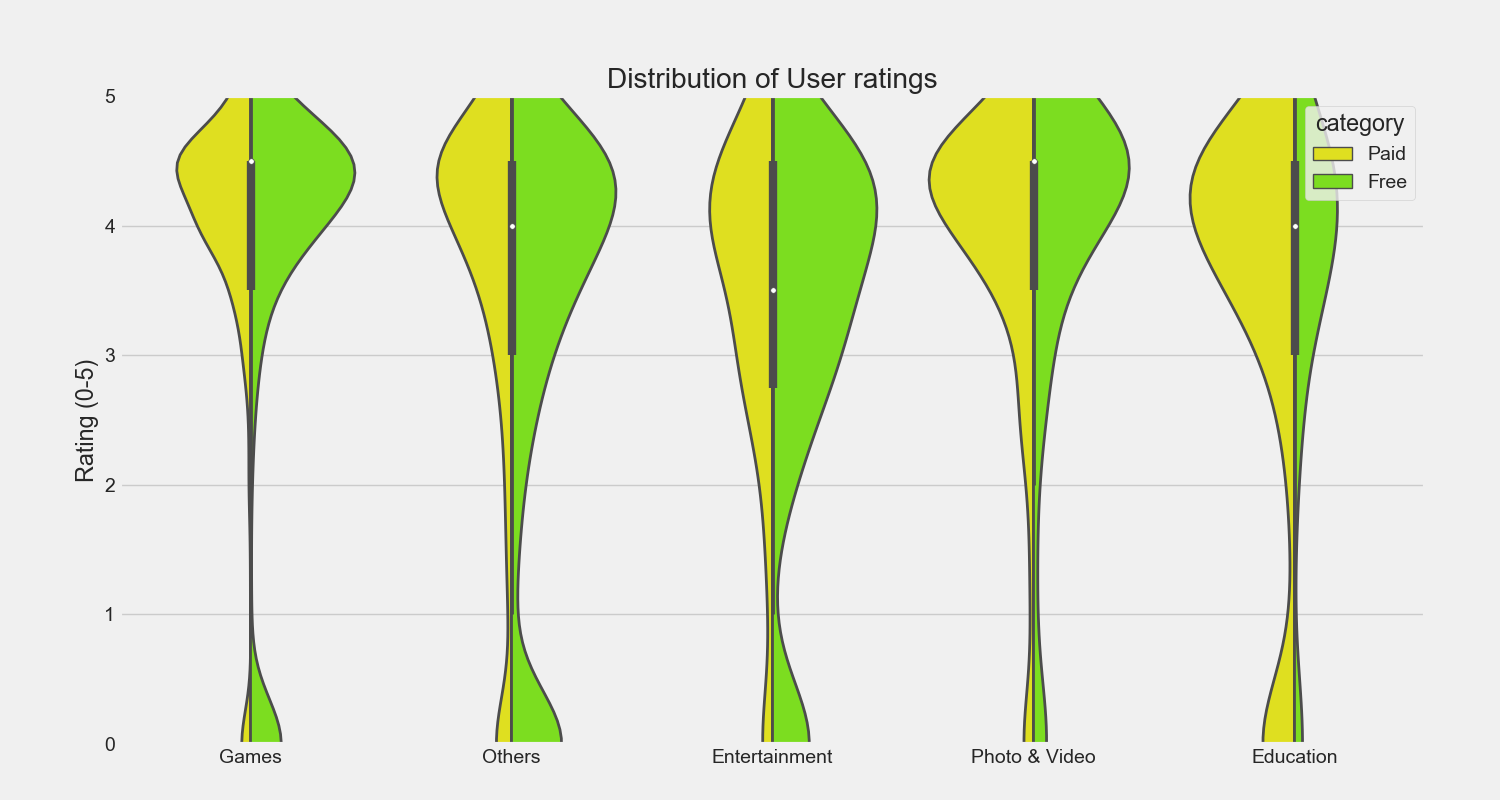 Distribution of User ratings
category
Paid
Free
Rating (0-5)
5
4
3
2
1
0
Games
Others
Entertainment
Photo & Video
Education